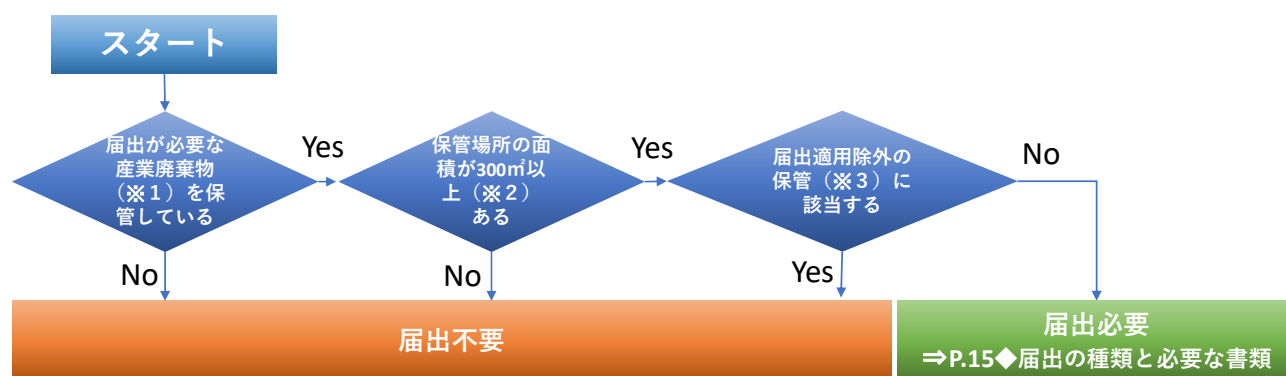 スタート
届出が必要な
産業廃棄物
（※１）を保
管している
Yes
保管場所の面
積が300㎡以
上（※２）
ある
Yes
届出適用除外の
保管（※３）に
該当する
No
No
No
Yes
届出不要
届出必要
⇒P.15◆届出の種類と必要な書類